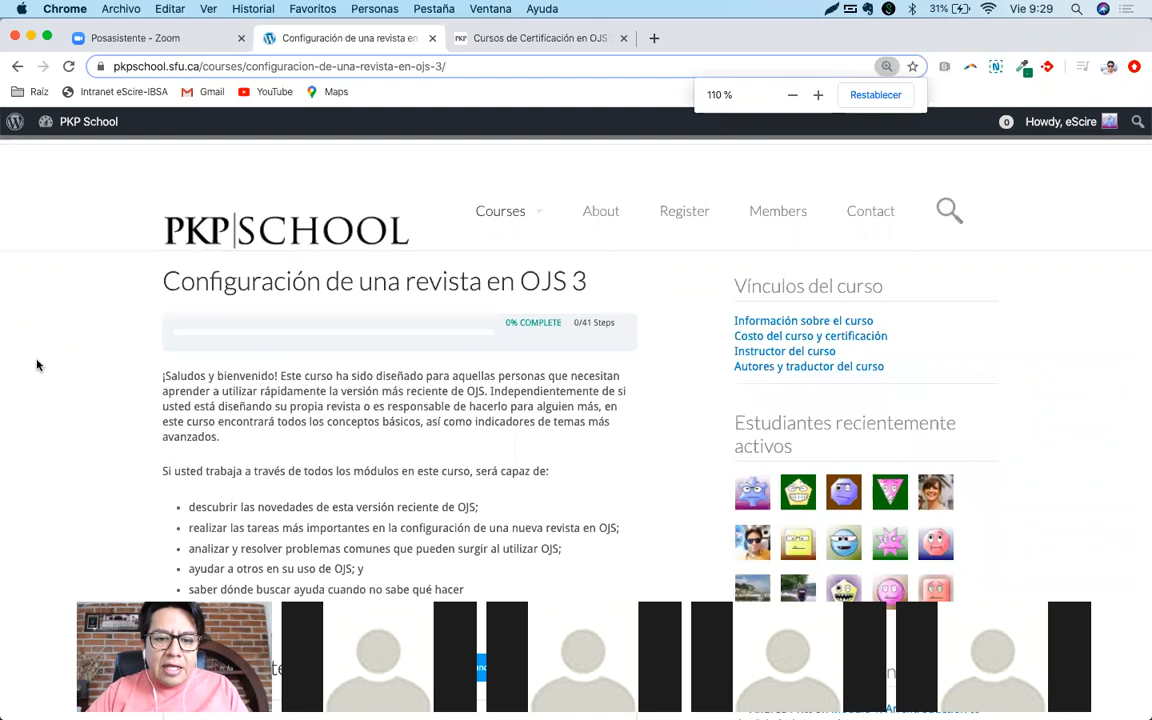 Chrome Archivo Editar Ver Historial Favoritos Personas Pestaña Ventana Ayuda 31% Vie 9:29
Posasistente - Zoom Configuración de una revista en PKP Cursos de Certificación en OJS
pkpschool.sfu.ca/courses/configuracion-de-una-revista-en-ojs-3/
Raíz Intranet eScire-IBSA Gmail YouTube Maps
110 % Restablecer
PKP School 0 Howdy, eScire
PKP|SCHOOL
Courses About Register Members Contact
Configuración de una revista en OJS 3
0% COMPLETE 0/41 Steps
¡Saludos y bienvenido! Este curso ha sido diseñado para aquellas personas que necesitan
aprender a utilizar rápidamente la versión más reciente de OJS. Independientemente de si
usted está diseñando su propia revista o es responsable de hacerlo para alguien más, en
este curso encontrará todos los conceptos básicos, así como indicadores de temas más
avanzados.
Si usted trabaja a través de todos los módulos en este curso, será capaz de:
• descubrir las novedades de esta versión reciente de OJS;
• realizar las tareas más importantes en la configuración de una nueva revista en OJS;
• analizar y resolver problemas comunes que pueden surgir al utilizar OJS;
• ayudar a otros en su uso de OJS; y
• saber dónde buscar ayuda cuando no sabe qué hacer
Vínculos del curso
Información sobre el curso
Costo del curso y certificación
Instructor del curso
Autores y traductor del curso
Estudiantes recientemente
activos